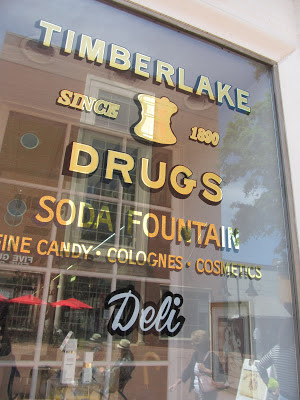 TIMBERLAKE
SINCE 1890
DRUGS
SODA FOUNTAIN
FINE CANDY • COLOGNES • COSMETICS
Deli